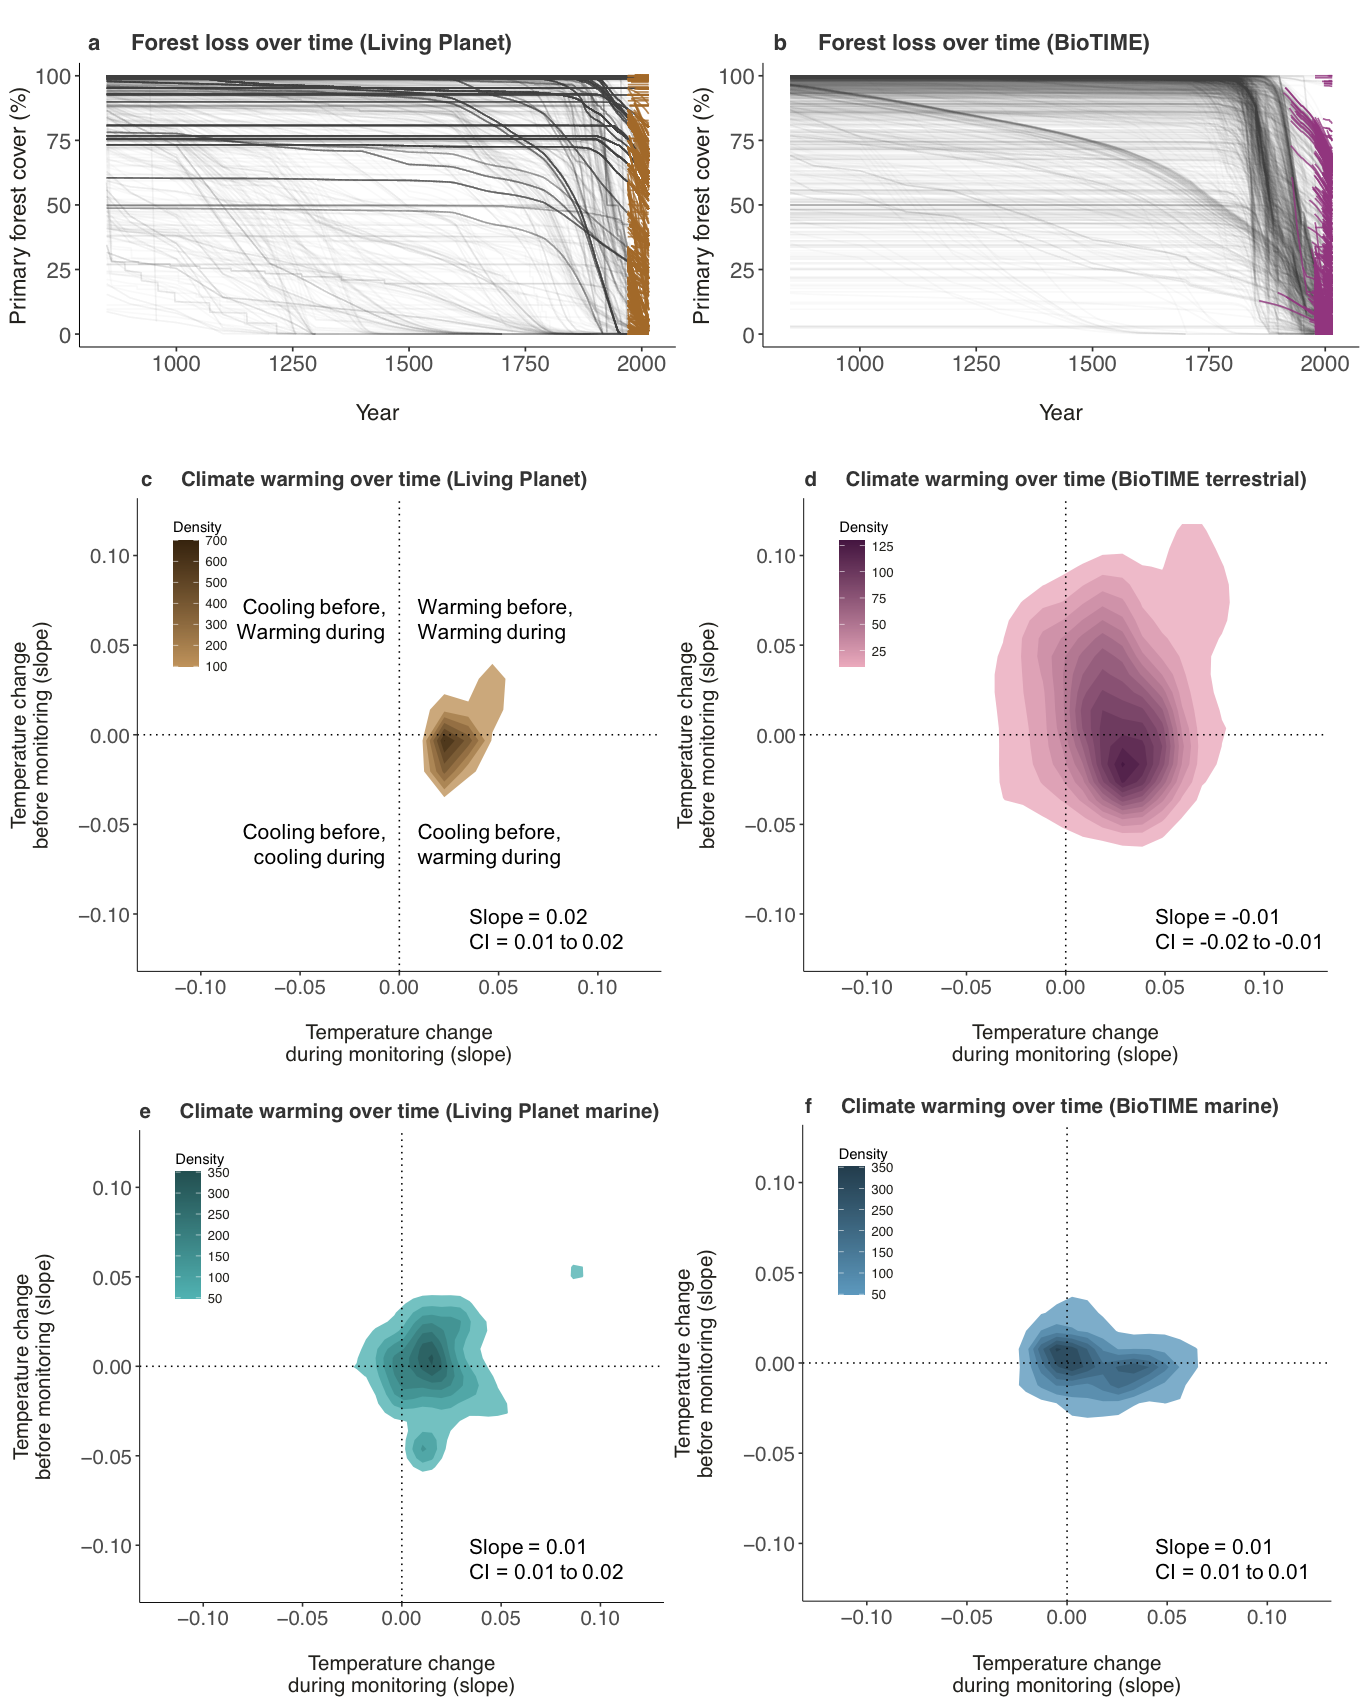 a Forest loss over time (Living Planet)
Primary forest cover (%)
100
75
50
25
0
1000 1250 1500 1750 2000
Year
b Forest loss over time (BioTIME)
Primary forest cover (%)
100
75
50
25
0
1000 1250 1500 1750 2000
Year
c Climate warming over time (Living Planet)
Temperature change
before monitoring (slope)
Density
700
600
500
400
300
200
100
0.10
0.05
0.00
−0.05
−0.10
Cooling before,
Warming during
Warming before,
Warming during
Cooling before,
cooling during
Cooling before,
warming during
Slope = 0.02
CI = 0.01 to 0.02
−0.10 −0.05 0.00 0.05 0.10
Temperature change
during monitoring (slope)
d Climate warming over time (BioTIME terrestrial)
Temperature change
before monitoring (slope)
Density
125
100
75
50
25
0.10
0.05
0.00
−0.05
−0.10
Slope = -0.01
CI = -0.02 to -0.01
−0.10 −0.05 0.00 0.05 0.10
Temperature change
during monitoring (slope)
e Climate warming over time (Living Planet marine)
Temperature change
before monitoring (slope)
Density
350
300
250
200
150
100
50
0.10
0.05
0.00
−0.05
−0.10
Slope = 0.01
CI = 0.01 to 0.02
−0.10 −0.05 0.00 0.05 0.10
Temperature change
during monitoring (slope)
f Climate warming over time (BioTIME marine)
Temperature change
before monitoring (slope)
Density
350
300
250
200
150
100
50
0.10
0.05
0.00
−0.05
−0.10
Slope = 0.01
CI = 0.01 to 0.01
−0.10 −0.05 0.00 0.05 0.10
Temperature change
during monitoring (slope)